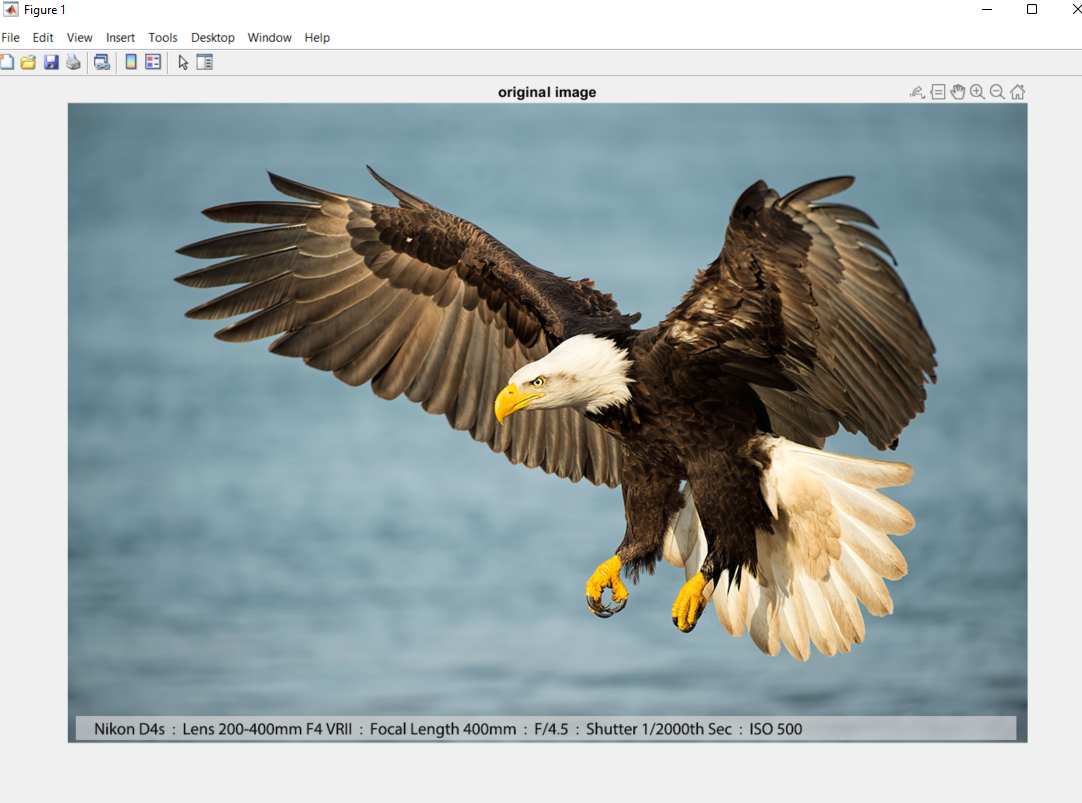 Figure 1
File Edit View Insert Tools Desktop Window Help
original image
Nikon D4s : Lens 200-400mm F4 VRII : Focal Length 400mm : F/4.5 : Shutter 1/2000th Sec : ISO 500